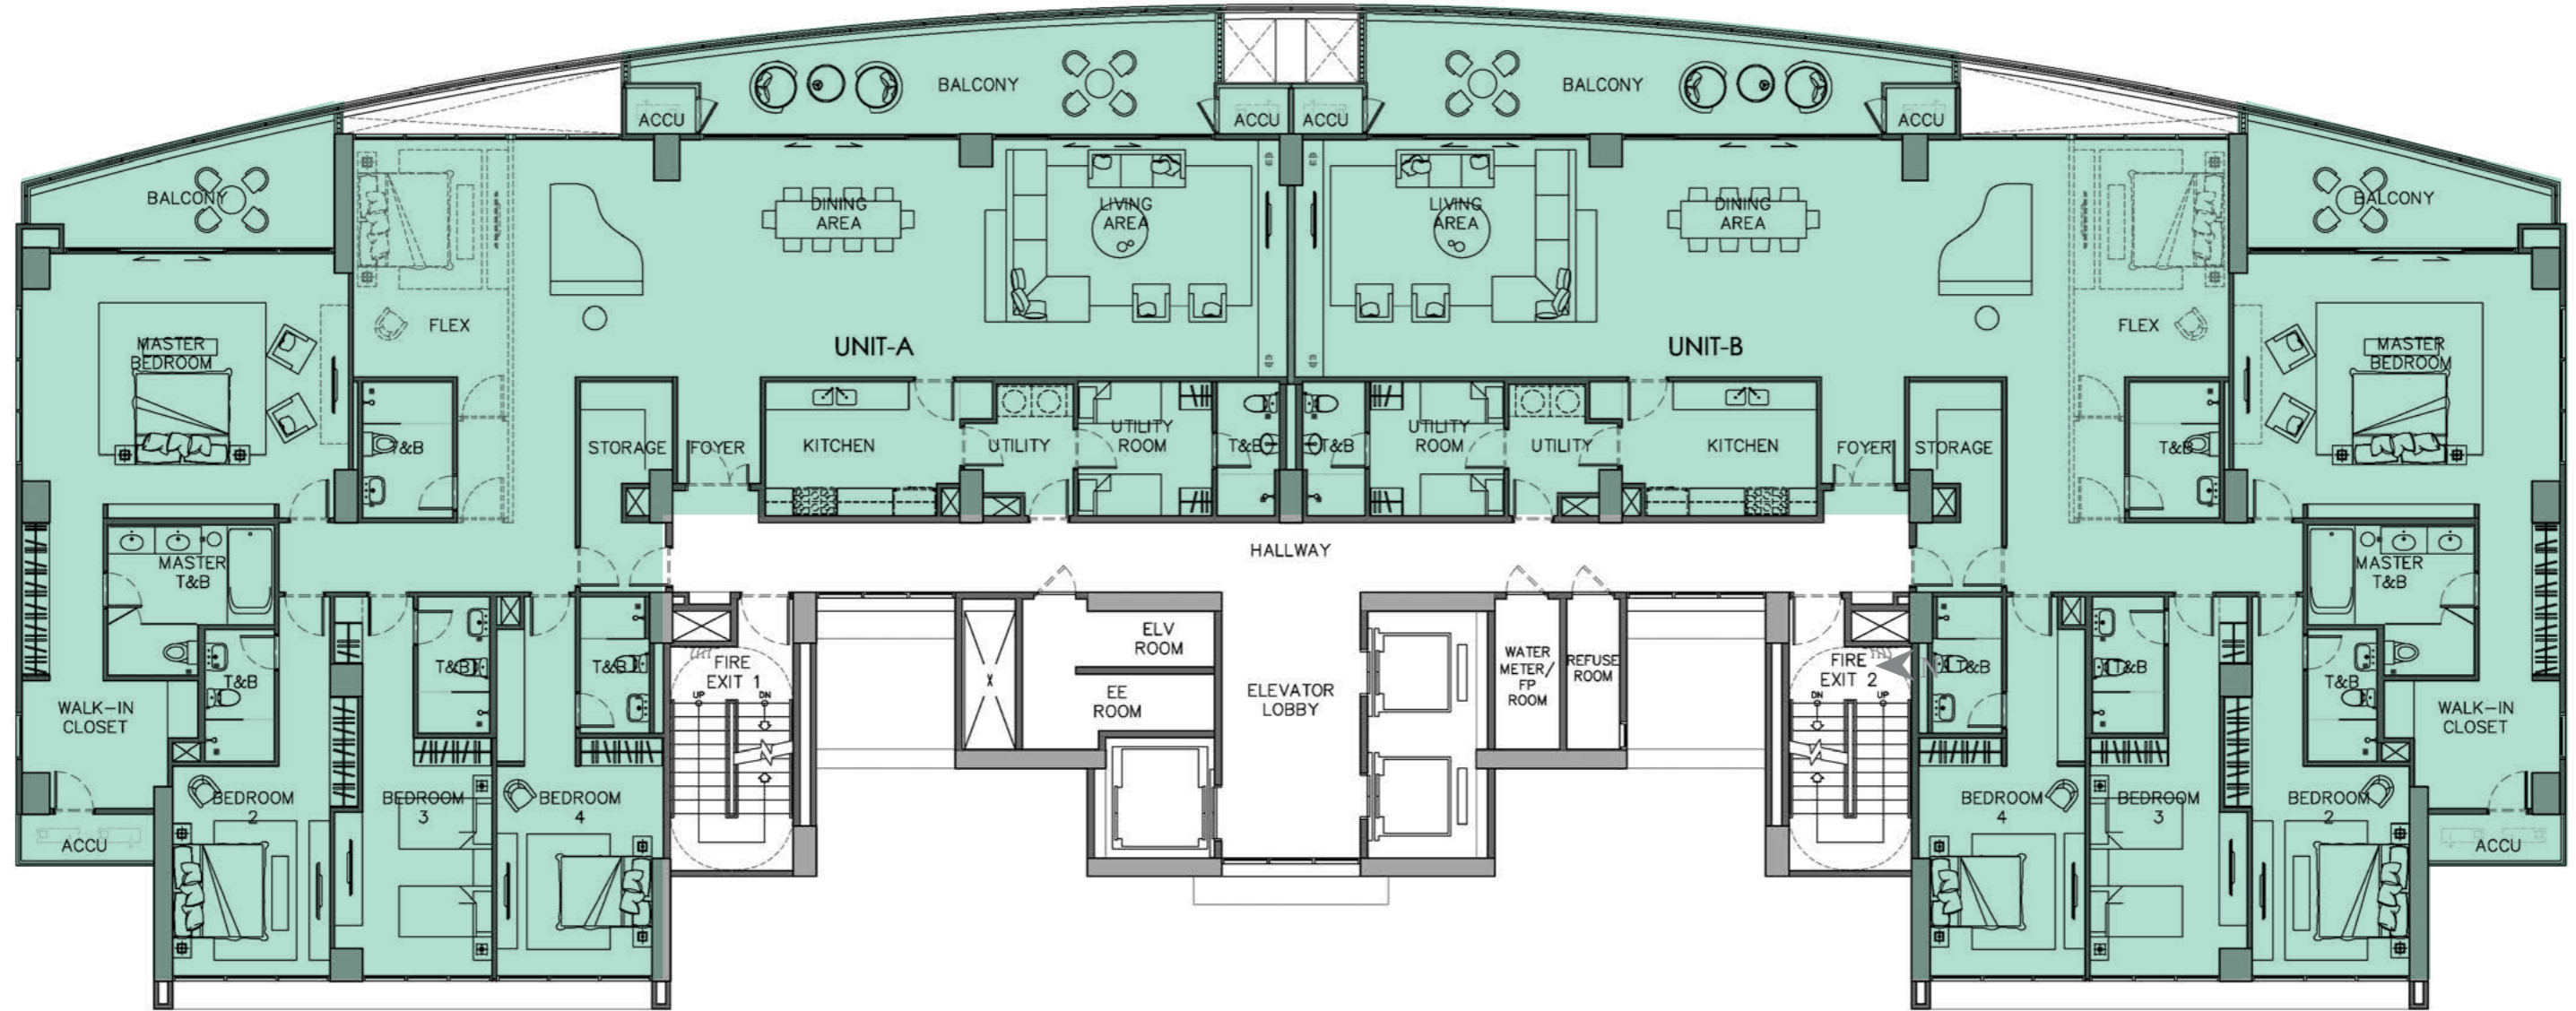 BALCONY
BALCONY
ACCU
ACCU
ACCU
ACCU
BALCONY
BALCONY
DINING
AREA
LIVING
AREA
LIVING
AREA
DINING
AREA
FLEX
FLEX
MASTER
BEDROOM
UNIT-A
UNIT-B
MASTER
BEDROOM
T&B
STORAGE
FOYER
KITCHEN
UTILITY
UTILITY
ROOM
T&B
T&B
UTILITY
ROOM
UTILITY
KITCHEN
FOYER
STORAGE
T&B
HALLWAY
MASTER
T&B
MASTER
T&B
T&B
T&B
T&B
FIRE
EXIT 1
UP
DN
X
ELV
ROOM
EE
ROOM
ELEVATOR
LOBBY
WATER
METER/
FP
ROOM
REFUSE
ROOM
FIRE
EXIT 2
DN
UP
N
T&B
T&B
T&B
WALK-IN
CLOSET
WALK-IN
CLOSET
BEDROOM
2
BEDROOM
3
BEDROOM
4
BEDROOM
4
BEDROOM
3
BEDROOM
2
ACCU
ACCU